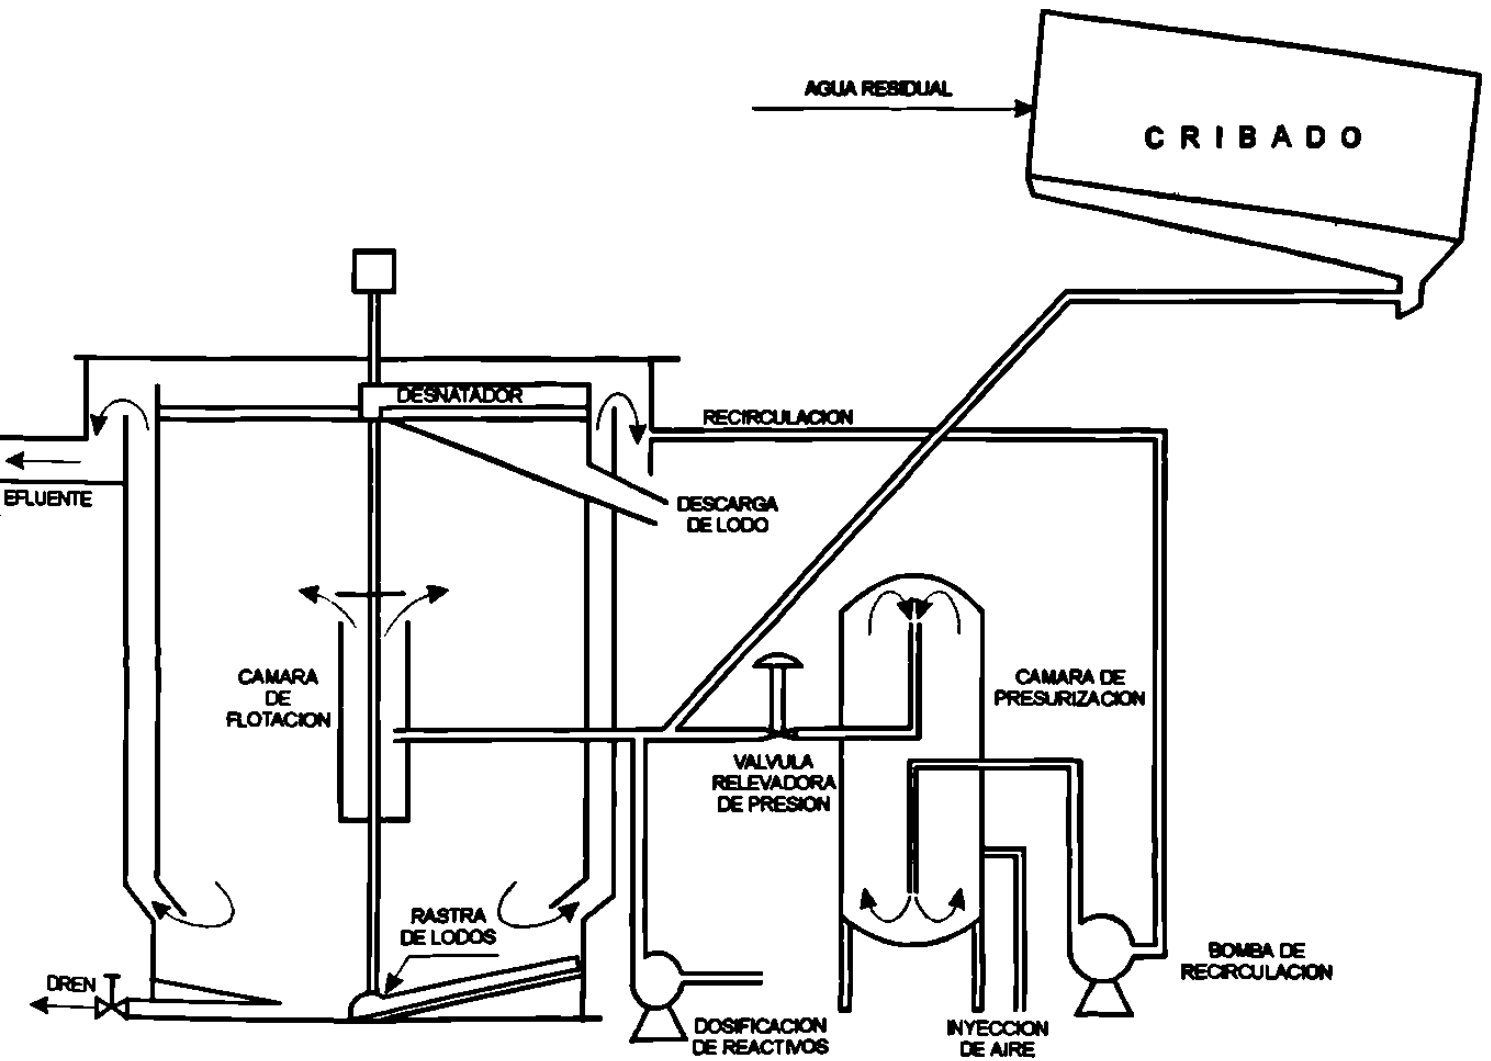 AGUA RESIDUAL
CRIBADO
DESNATADOR
RECIRCULACION
EFLUENTE
DESCARGA
DE LODO
CAMARA
DE
FLOTACION
CAMARA DE
PRESURIZACION
VALVULA
RELEVADORA
DE PRESION
RASTRA
DE LODOS
DREN
BOMBA DE
RECIRCULACION
DOSIFICACION
DE REACTIVOS
INYECCION
DE AIRE